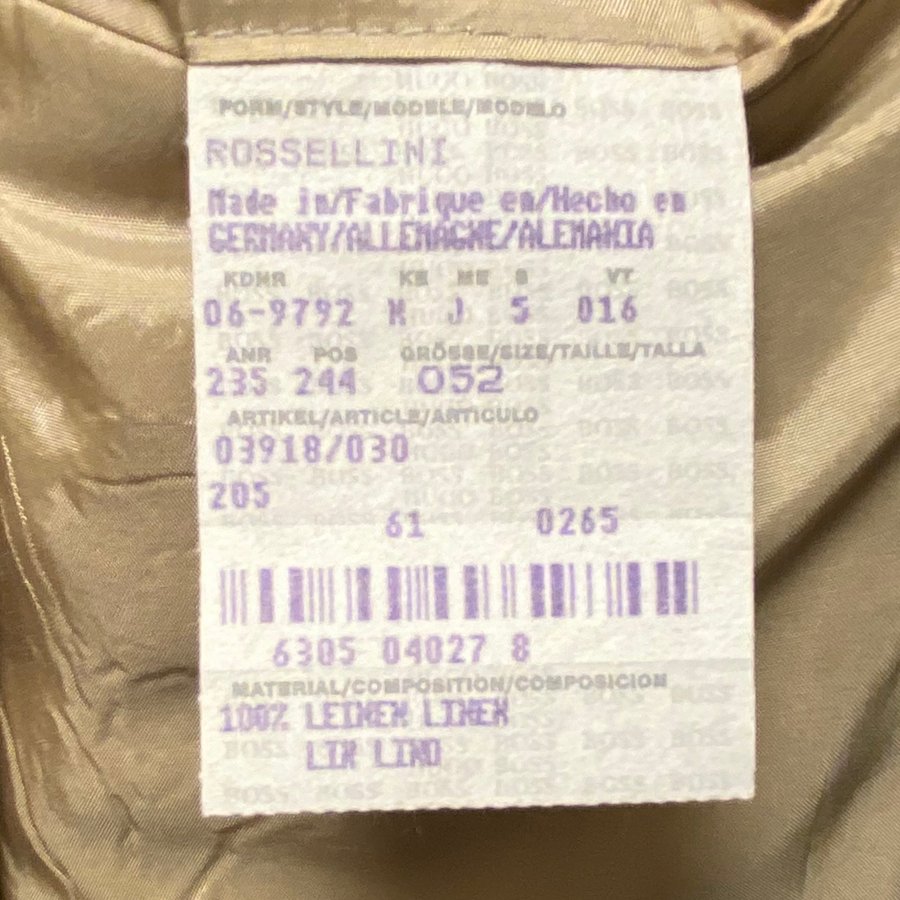 FORM/STYLE/MODELE/MODELO
ROSSELLINI
Made in/Fabrique en/Hecho en
GERMANY/ALLEMAGNE/ALEMANIA
KDNR KE ME S VT
06-9792 M J 5 016
ANR POS GRÖSSE/SIZE/TAILLE/TALLA
235 244 052
ARTIKEL/ARTICLE/ARTICULO
03918/030
205
61 0265
6305 04027 8
MATERIAL/COMPOSITION/COMPOSICION
100% LEINEN LINEN
LIN LINO